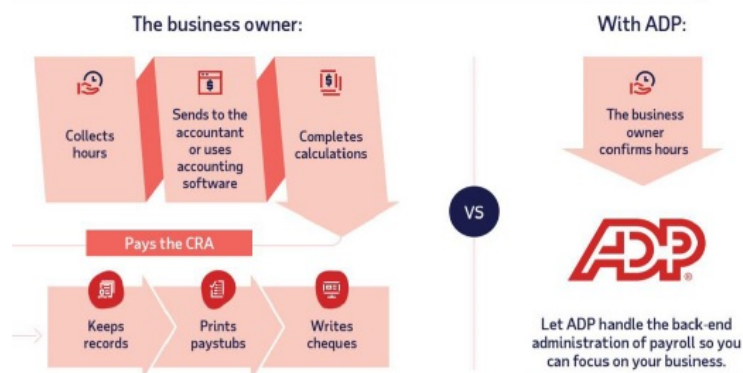 The business owner:
Collects
hours
Sends to the
accountant
or uses
accounting
software
Completes
calculations
Pays the CRA
Keeps
records
Prints
paystubs
Writes
cheques
VS
With ADP:
The business
owner
confirms hours
ADP®
Let ADP handle the back-end
administration of payroll so you
can focus on your business.